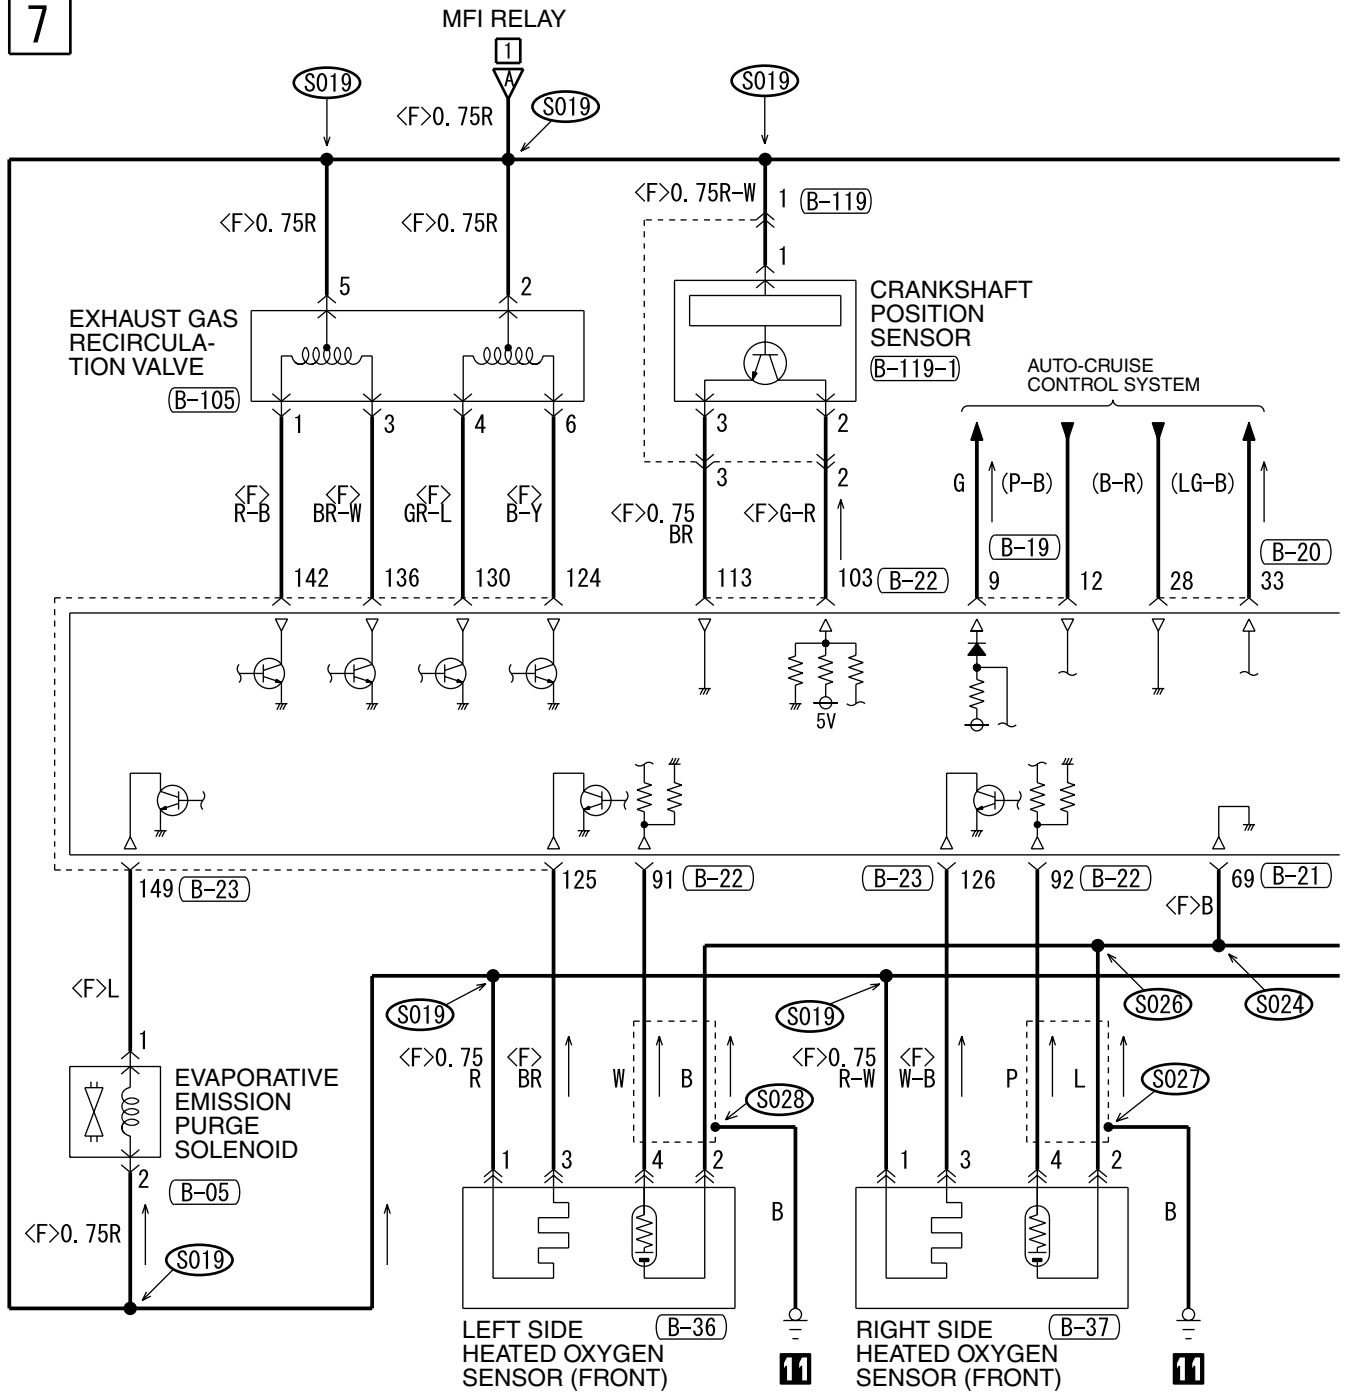 7
MFI RELAY
1
A
S019
S019
S019
<F>0.75R
<F>0.75R
<F>0.75R
<F>0.75R-W
1
B-119
1
5
2
EXHAUST GAS
RECIRCULA-
TION VALVE
B-105
CRANKSHAFT
POSITION
SENSOR
B-119-1
AUTO-CRUISE
CONTROL SYSTEM
1
3
4
6
3
2
3
2
<F>
R-B
<F>
BR-W
<F>
GR-L
<F>
B-Y
<F>0.75
BR
<F>G-R
G
(P-B)
(B-R)
(LG-B)
B-19
B-20
142
136
130
124
113
103
B-22
9
12
28
33
5V
149
B-23
125
91
B-22
B-23
126
92
B-22
69
B-21
<F>B
<F>L
S019
S019
S026
S024
<F>0.75
R
<F>
BR
W
B
<F>0.75
R-W
<F>
W-B
P
L
S028
S027
1
EVAPORATIVE
EMISSION
PURGE
SOLENOID
2
B-05
1
3
4
2
1
3
4
2
B
B
<F>0.75R
S019
LEFT SIDE
HEATED OXYGEN
SENSOR (FRONT)
B-36
11
RIGHT SIDE
HEATED OXYGEN
SENSOR (FRONT)
B-37
11